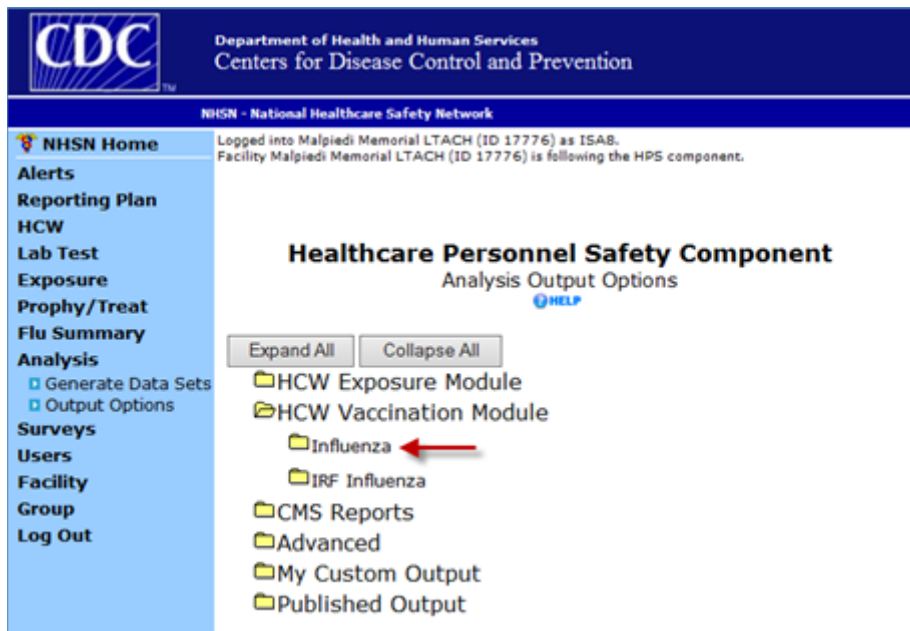 CDC
TM
Department of Health and Human Services
Centers for Disease Control and Prevention
NHSN - National Healthcare Safety Network
NHSN Home
Alerts
Reporting Plan
HCW
Lab Test
Exposure
Prophy/Treat
Flu Summary
Analysis
Generate Data Sets
Output Options
Surveys
Users
Facility
Group
Log Out
Logged into Malpiedi Memorial LTACH (ID 17776) as ISA8.
Facility Malpiedi Memorial LTACH (ID 17776) is following the HPS component.
Healthcare Personnel Safety Component
Analysis Output Options
HELP
Expand All Collapse All
HCW Exposure Module
HCW Vaccination Module
Influenza
IRF Influenza
CMS Reports
Advanced
My Custom Output
Published Output